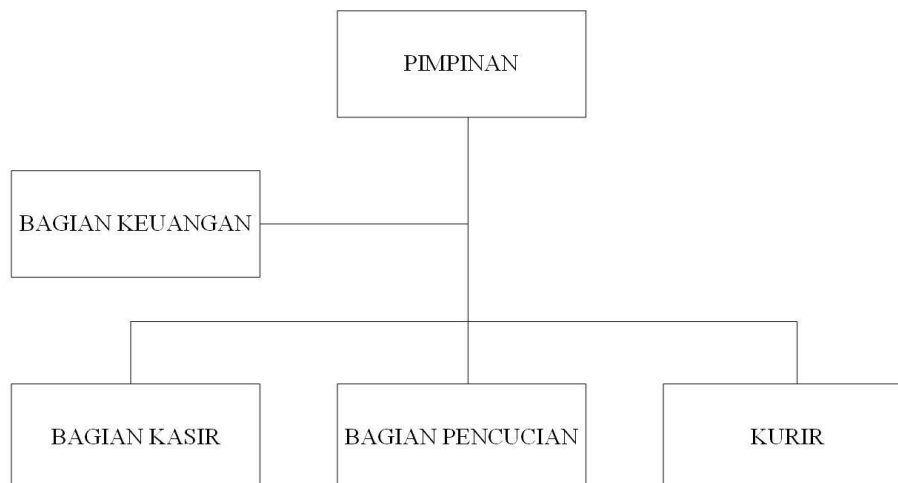 PIMPINAN
BAGIAN KEUANGAN
BAGIAN KASIR
BAGIAN PENCUCIAN
KURIR